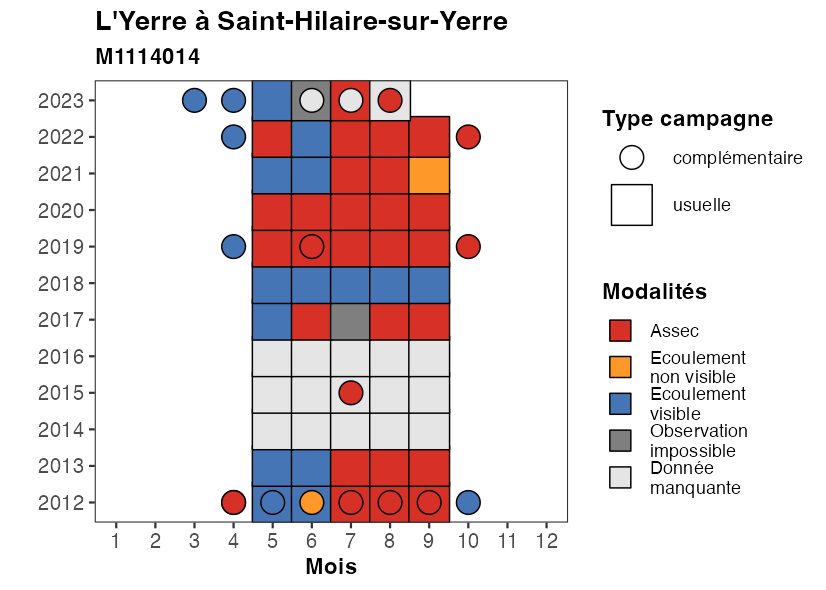 L'Yerre à Saint-Hilaire-sur-Yerre
M1114014
2023
2022
2021
2020
2019
2018
2017
2016
2015
2014
2013
2012
1 2 3 4 5 6 7 8 9 10 11 12
Mois
Type campagne
complémentaire
usuelle
Modalités
Assec
Ecoulement
non visible
Ecoulement
visible
Observation
impossible
Donnée
manquante